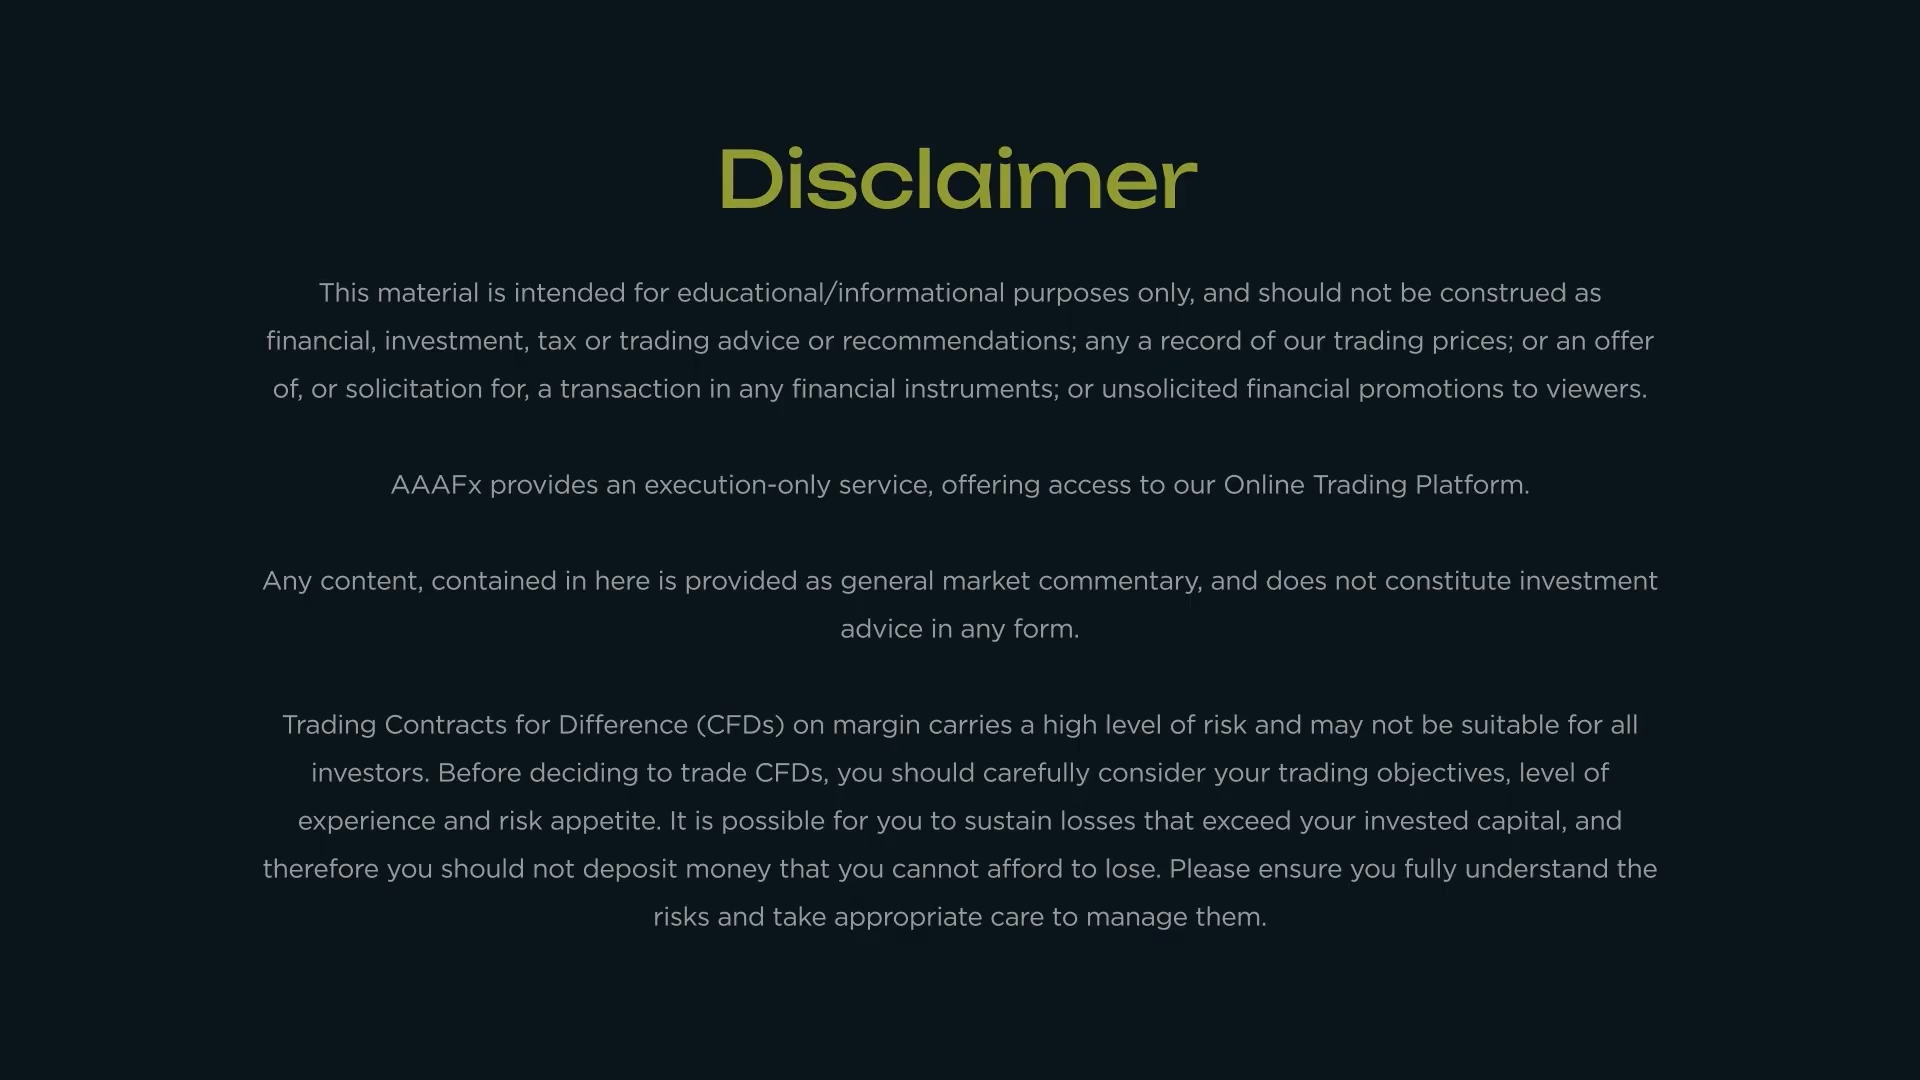 Disclaimer
This material is intended for educational/informational purposes only, and should not be construed as
financial, investment, tax or trading advice or recommendations; any a record of our trading prices; or an offer
of, or solicitation for, a transaction in any financial instruments; or unsolicited financial promotions to viewers.
AAAFx provides an execution-only service, offering access to our Online Trading Platform.
Any content, contained in here is provided as general market commentary, and does not constitute investment
advice in any form.
Trading Contracts for Difference (CFDs) on margin carries a high level of risk and may not be suitable for all
investors. Before deciding to trade CFDs, you should carefully consider your trading objectives, level of
experience and risk appetite. It is possible for you to sustain losses that exceed your invested capital, and
therefore you should not deposit money that you cannot afford to lose. Please ensure you fully understand the
risks and take appropriate care to manage them.